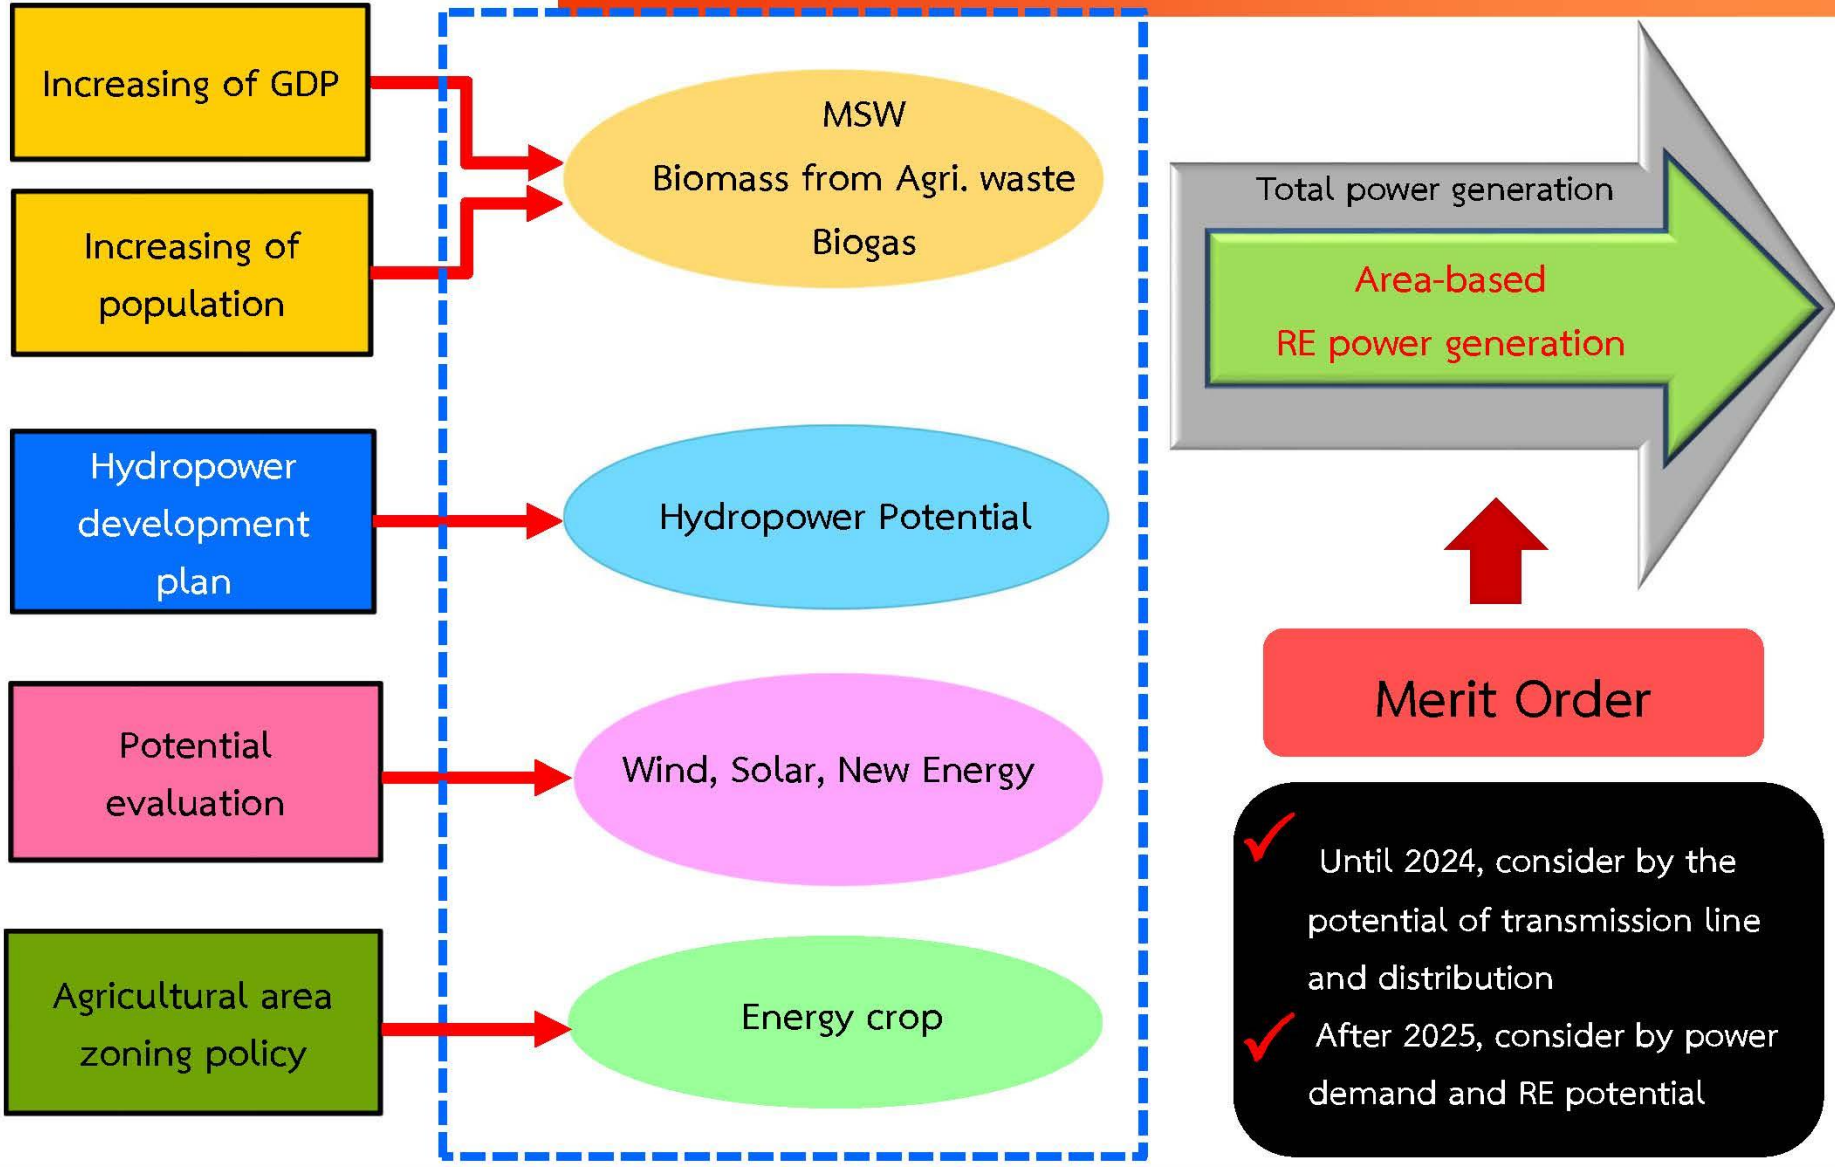 Increasing of GDP
Increasing of
population
Hydropower
development
plan
Potential
evaluation
Agricultural area
zoning policy
MSW
Biomass from Agri. waste
Biogas
Hydropower Potential
Wind, Solar, New Energy
Energy crop
Total power generation
Area-based
RE power generation
Merit Order
Until 2024, consider by the
potential of transmission line
and distribution
After 2025, consider by power
demand and RE potential